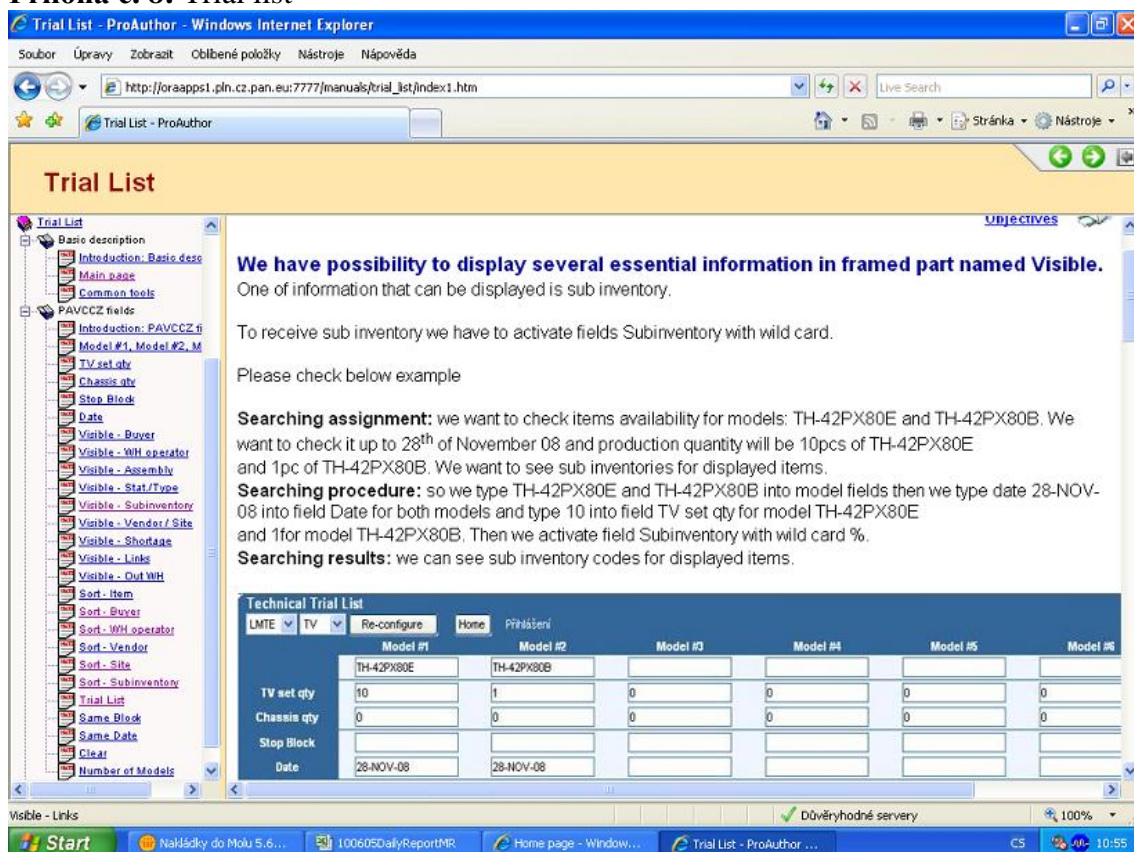 Příloha č. 8: Trial list
Trial List - ProAuthor - Windows Internet Explorer
Soubor Úpravy Zobrazit Oblíbené položky Nástroje Nápověda
http://oraapps1.pln.cz.pan.eu:7777/manuals/trial_list/index1.htm
Live Search
Trial List - ProAuthor
Stránka
Nástroje
Trial List
Trial List
Basic description
Introduction: Basic desc
Main page
Common tools
PAVCCZ fields
Introduction: PAVCCZ fi
Model #1, Model #2, M
TV set qty
Chassis qty
Stop Block
Date
Visible - Buyer
Visible - WH operator
Visible - Assembly
Visible - Stat./Type
Visible - Subinventory
Visible - Vendor / Site
Visible - Shortage
Visible - Links
Visible - Out WH
Sort - Item
Sort - Buyer
Sort - WH operator
Sort - Vendor
Sort - Site
Sort - Subinventory
Trial List
Same Block
Same Date
Clear
Number of Models
Objectives
We have possibility to display several essential information in framed part named Visible.
One of information that can be displayed is sub inventory.
To receive sub inventory we have to activate fields Subinventory with wild card.
Please check below example
Searching assignment: we want to check items availability for models: TH-42PX80E and TH-42PX80B. We
want to check it up to 28th of November 08 and production quantity will be 10pcs of TH-42PX80E
and 1pc of TH-42PX80B. We want to see sub inventories for displayed items.
Searching procedure: so we type TH-42PX80E and TH-42PX80B into model fields then we type date 28-NOV-
08 into field Date for both models and type 10 into field TV set qty for model TH-42PX80E
and 1for model TH-42PX80B. Then we activate field Subinventory with wild card %.
Searching results: we can see sub inventory codes for displayed items.
Technical Trial List
LMTE TV Re-configure Home Přihlášení
Model #1 Model #2 Model #3 Model #4 Model #5 Model #6
TH-42PX80E TH-42PX80B
TV set qty 10 1 0 0 0 0
Chassis qty 0 0 0 0 0 0
Stop Block
Date 28-NOV-08 28-NOV-08
Visible - Links
Důvěryhodné servery
100%
Start
Nakládky do Molu 5.6...
100605DailyReportMR
Home page - Window...
Trial List - ProAuthor ...
CS
10:55